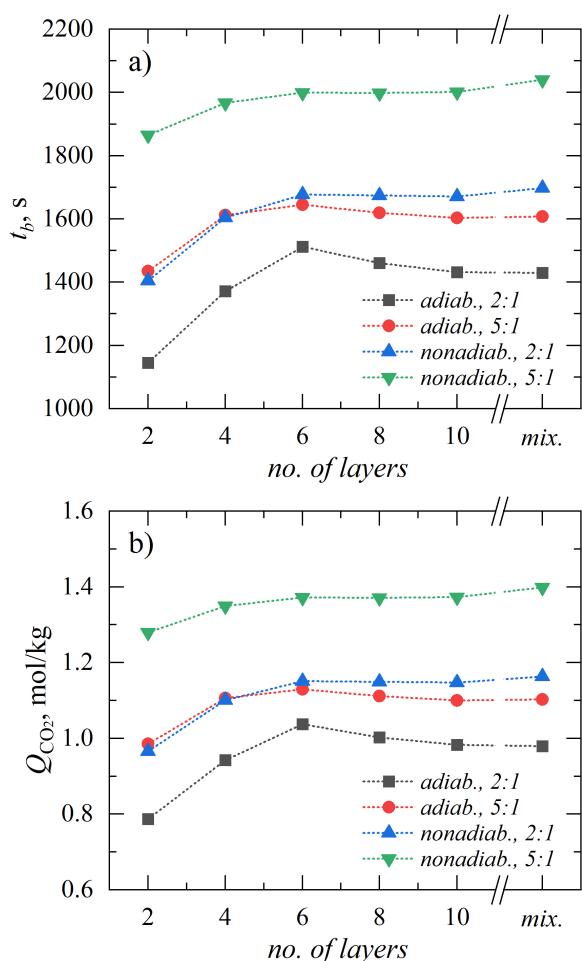 2200
a)
2000
1800
1600
1400
1200
1000
t_b, s
adiab., 2:1
adiab., 5:1
nonadiab., 2:1
nonadiab., 5:1
2 4 6 8 10 mix.
no. of layers
1.6
b)
1.4
1.2
1.0
0.8
0.6
Q_CO₂, mol/kg
adiab., 2:1
adiab., 5:1
nonadiab., 2:1
nonadiab., 5:1
2 4 6 8 10 mix.
no. of layers